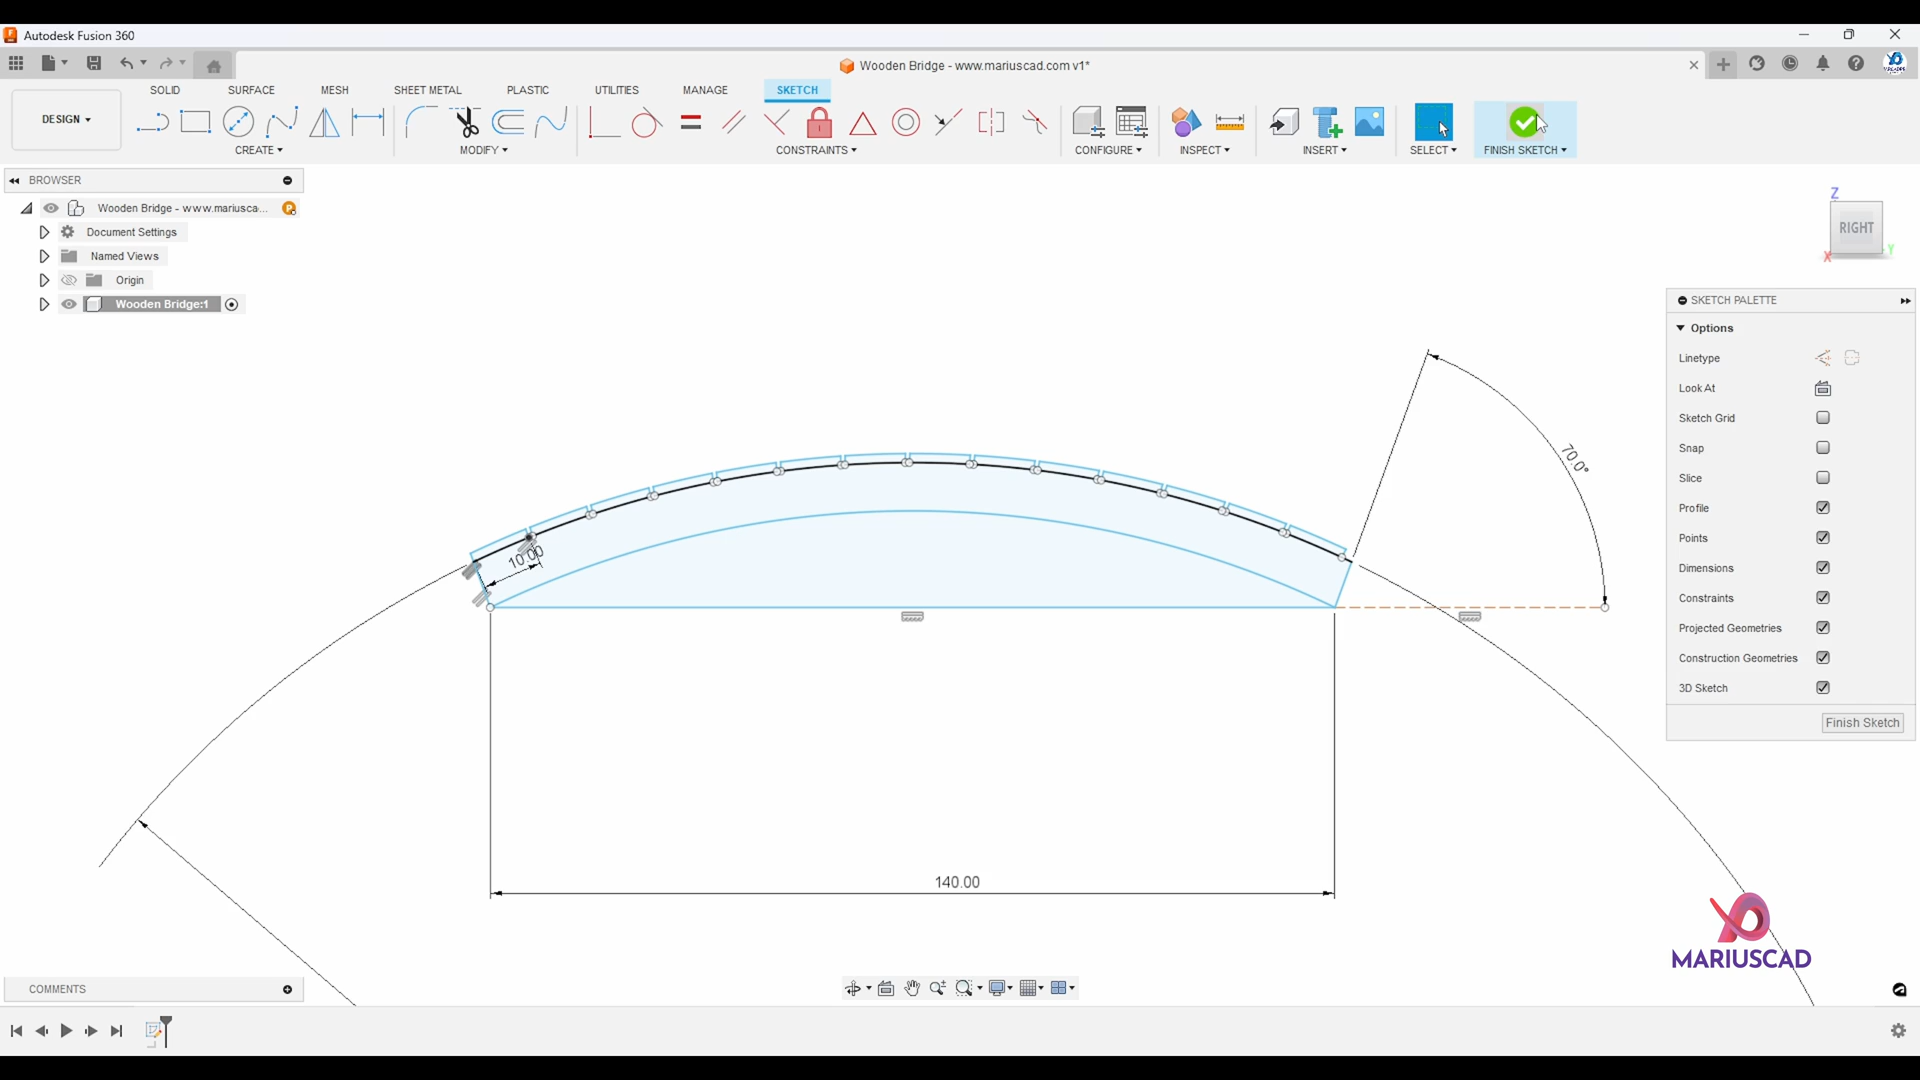 Autodesk Fusion 360
Wooden Bridge - www.mariuscad.com v1*
SOLID SURFACE MESH SHEET METAL PLASTIC UTILITIES MANAGE SKETCH
DESIGN
CREATE MODIFY CONSTRAINTS CONFIGURE INSPECT INSERT SELECT FINISH SKETCH
BROWSER
Wooden Bridge - www.mariusca...
Document Settings
Named Views
Origin
Wooden Bridge:1
Z
RIGHT
X
Y
SKETCH PALETTE
Options
Linetype
Look At
Sketch Grid
Snap
Slice
Profile
Points
Dimensions
Constraints
Projected Geometries
Construction Geometries
3D Sketch
Finish Sketch
70.0°
10.00
140.00
MARIUSCAD
COMMENTS